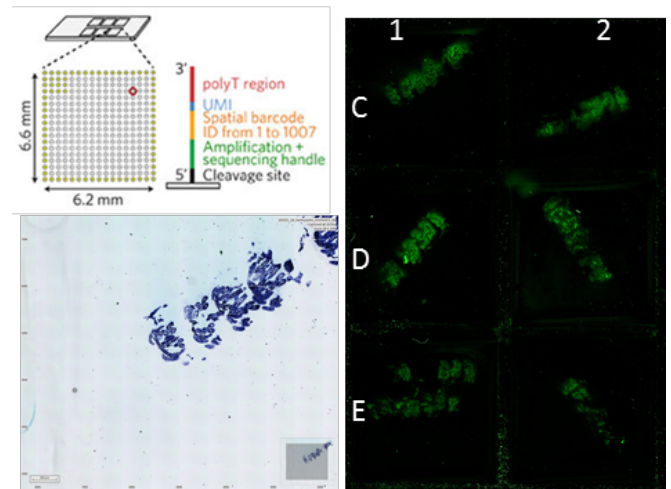 3'
polyT region
UMI
Spatial barcode
ID from 1 to 1007
Amplification +
sequencing handle
5'
Cleavage site
6.6 mm
6.2 mm
1
2
C
D
E